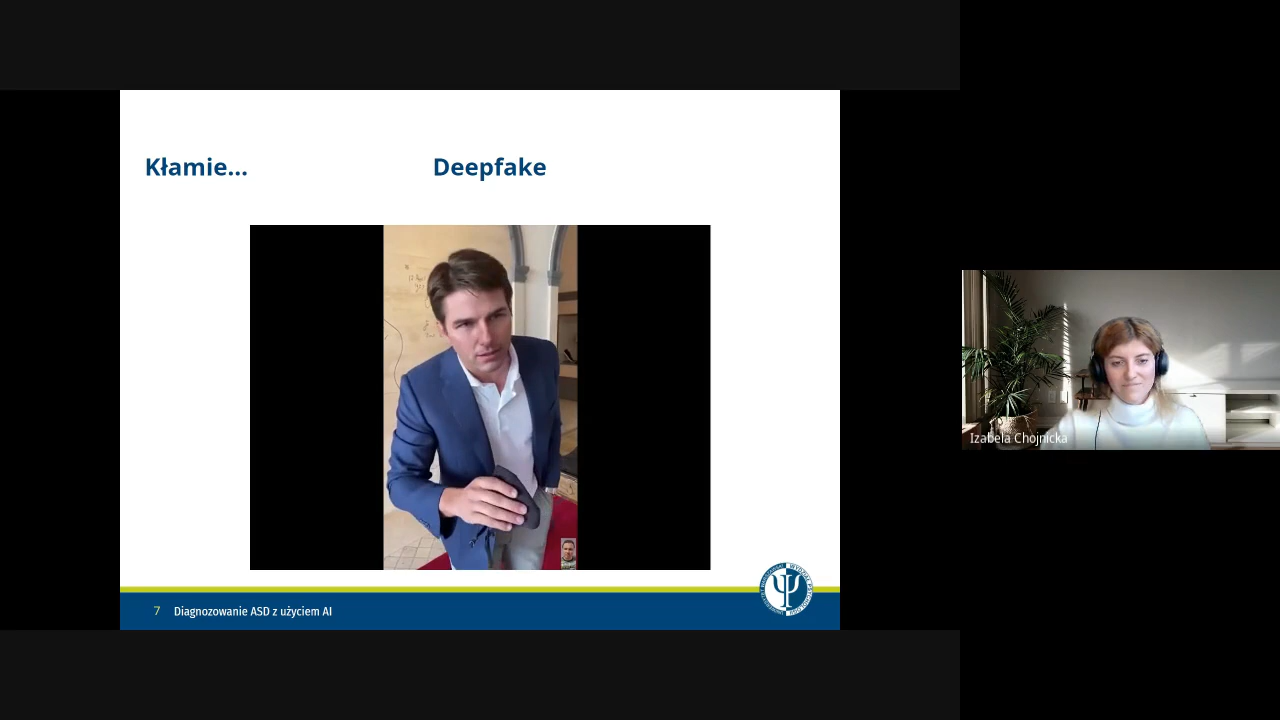 Kłamie...
Deepfake
Izabela Chojnicka
7 Diagnozowanie ASD z użyciem AI